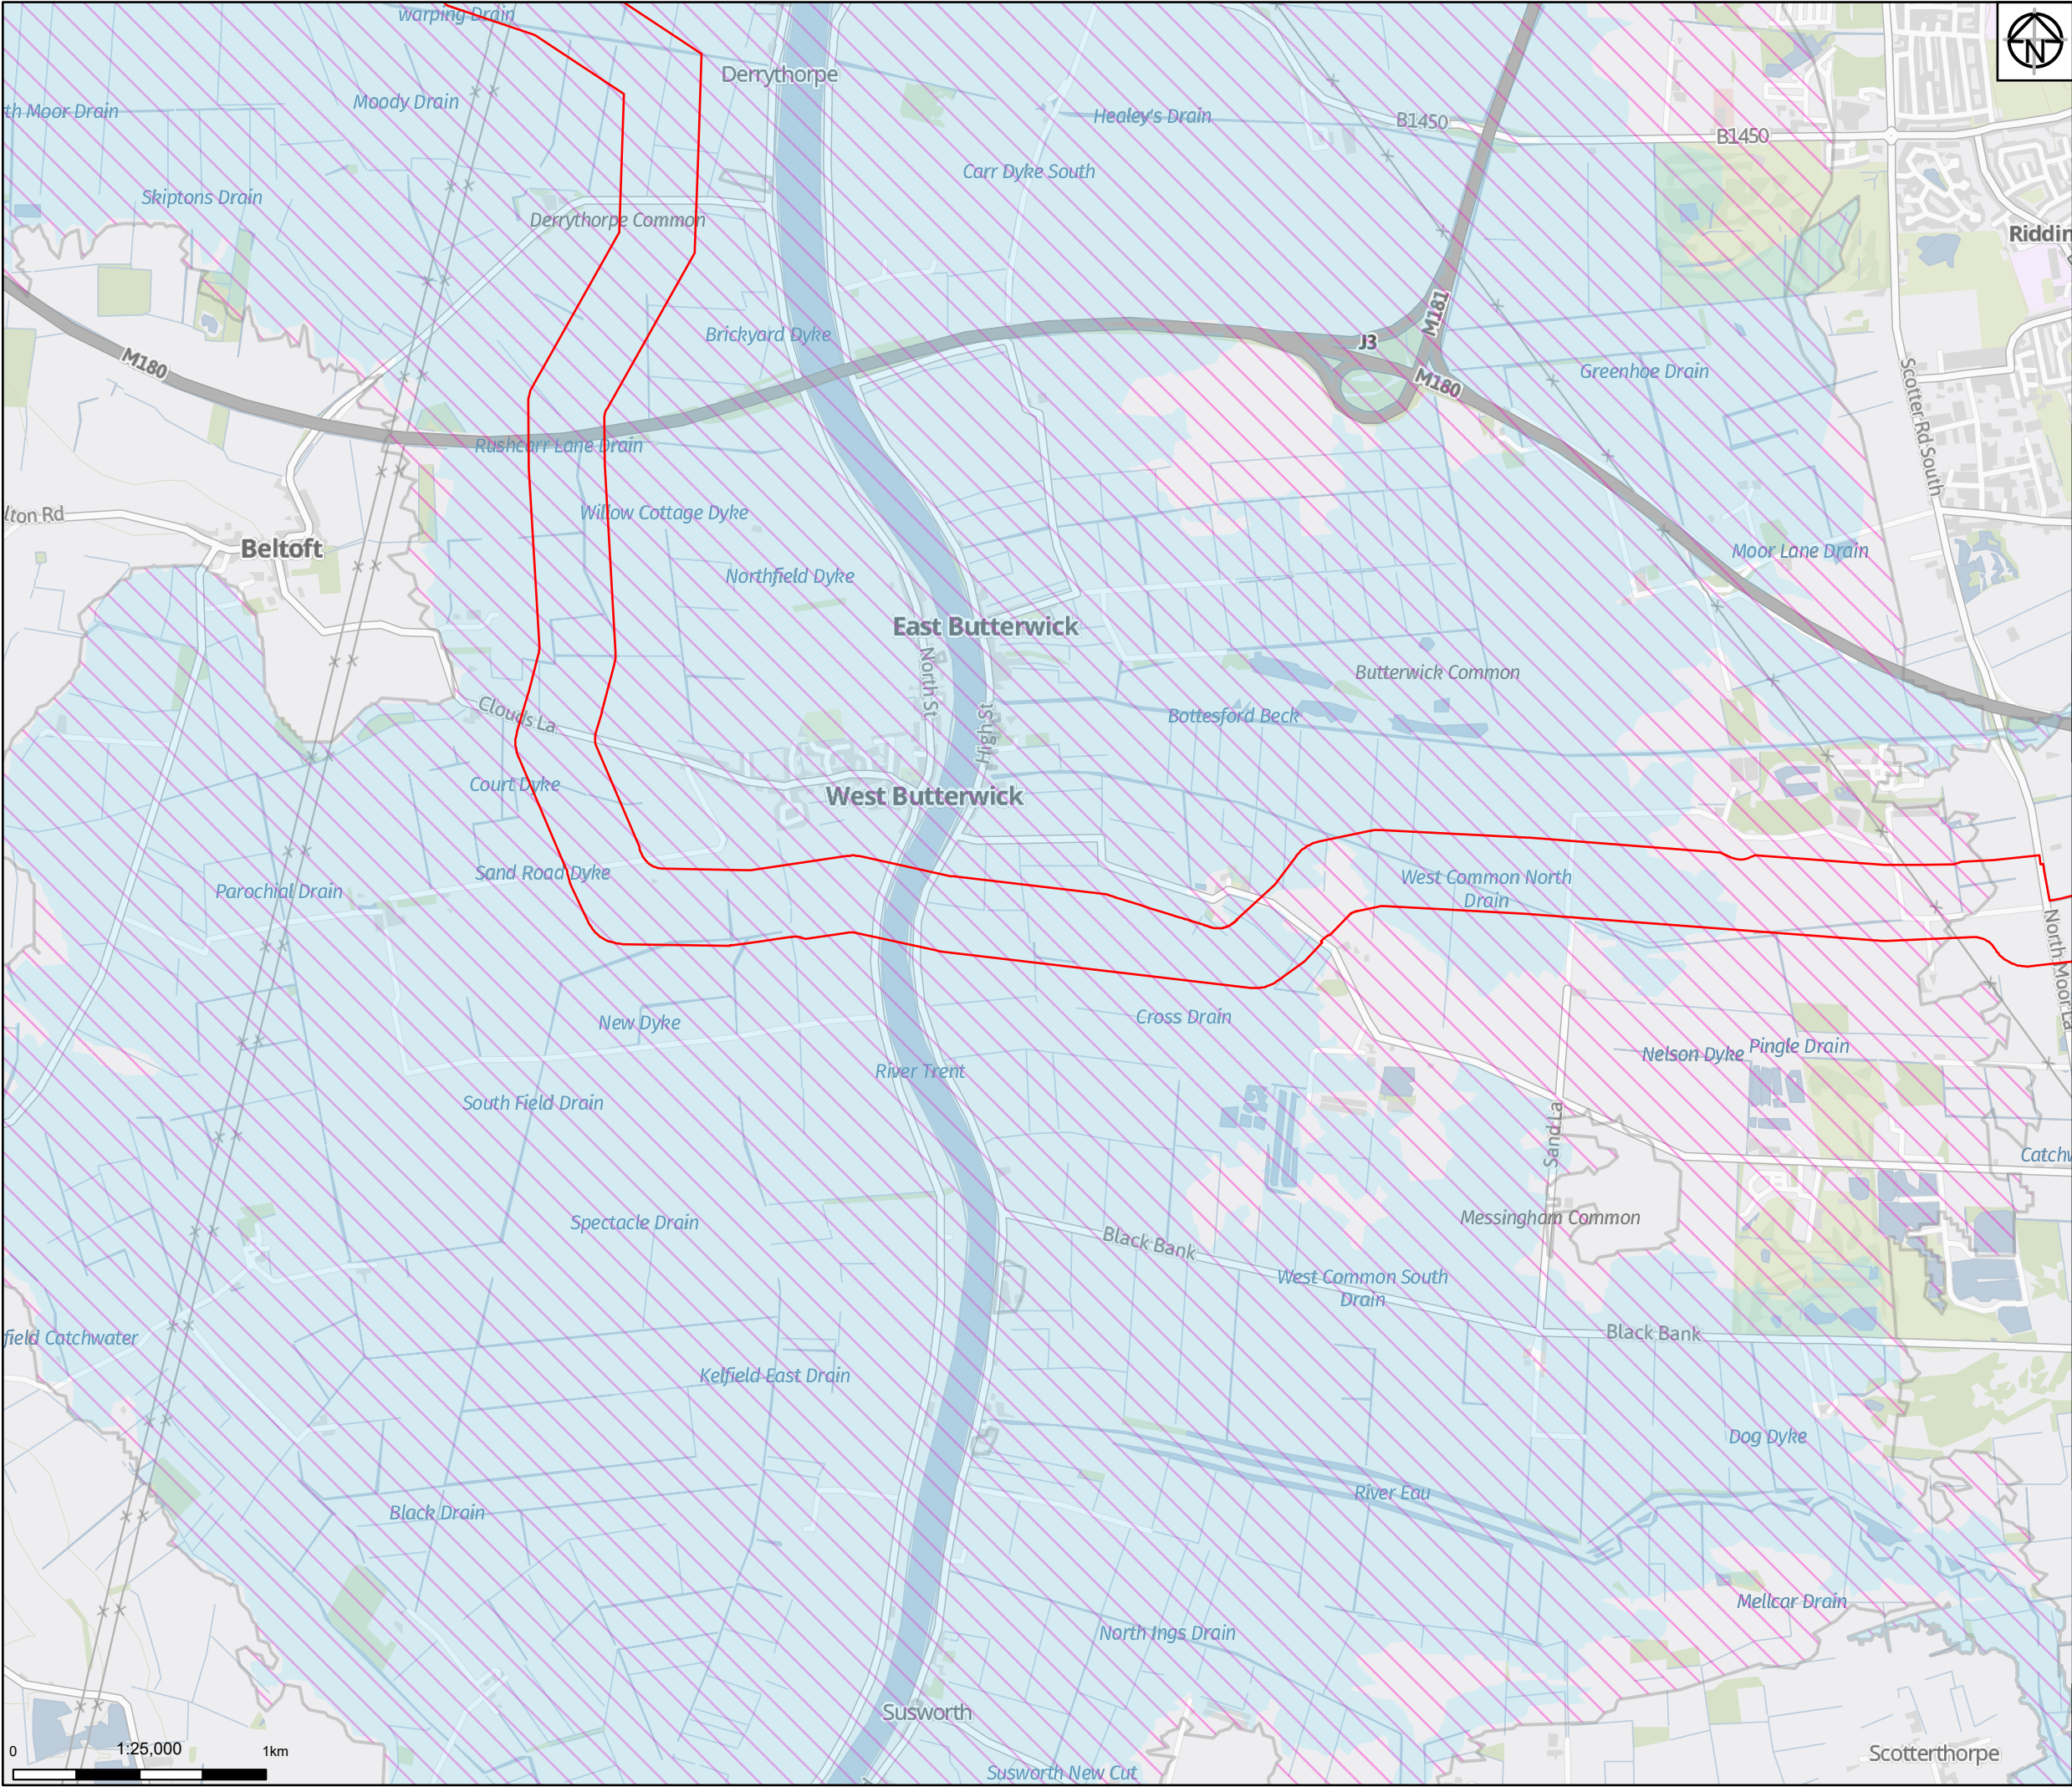 warping Drain
N
Derrythorpe
Moody Drain
th Moor Drain
Healey's Drain
B1450
B1450
Carr Dyke South
Skiptons Drain
Derrythorpe Common
Riddin
M181
Brickyard Dyke
J3
M180
M180
Greenhoe Drain
Scotter Rd South
Rushcarr Lane Drain
Willow Cottage Dyke
lton Rd
Beltoft
Moor Lane Drain
Northfield Dyke
East Butterwick
North St
Butterwick Common
Clouds La
Bottesford Beck
High St
Court Dyke
West Butterwick
Sand Road Dyke
West Common North
Drain
Parochial Drain
North Moor La
New Dyke
Cross Drain
River Trent
Nelson Dyke
Pingle Drain
South Field Drain
Sand La
Catchw
Spectacle Drain
Messingham Common
Black Bank
West Common South
Drain
field Catchwater
Black Bank
Kelfield East Drain
Dog Dyke
River Eau
Black Drain
Mellcar Drain
North Ings Drain
Susworth
0
1:25,000
1km
Scotterthorpe
Susworth New Cut